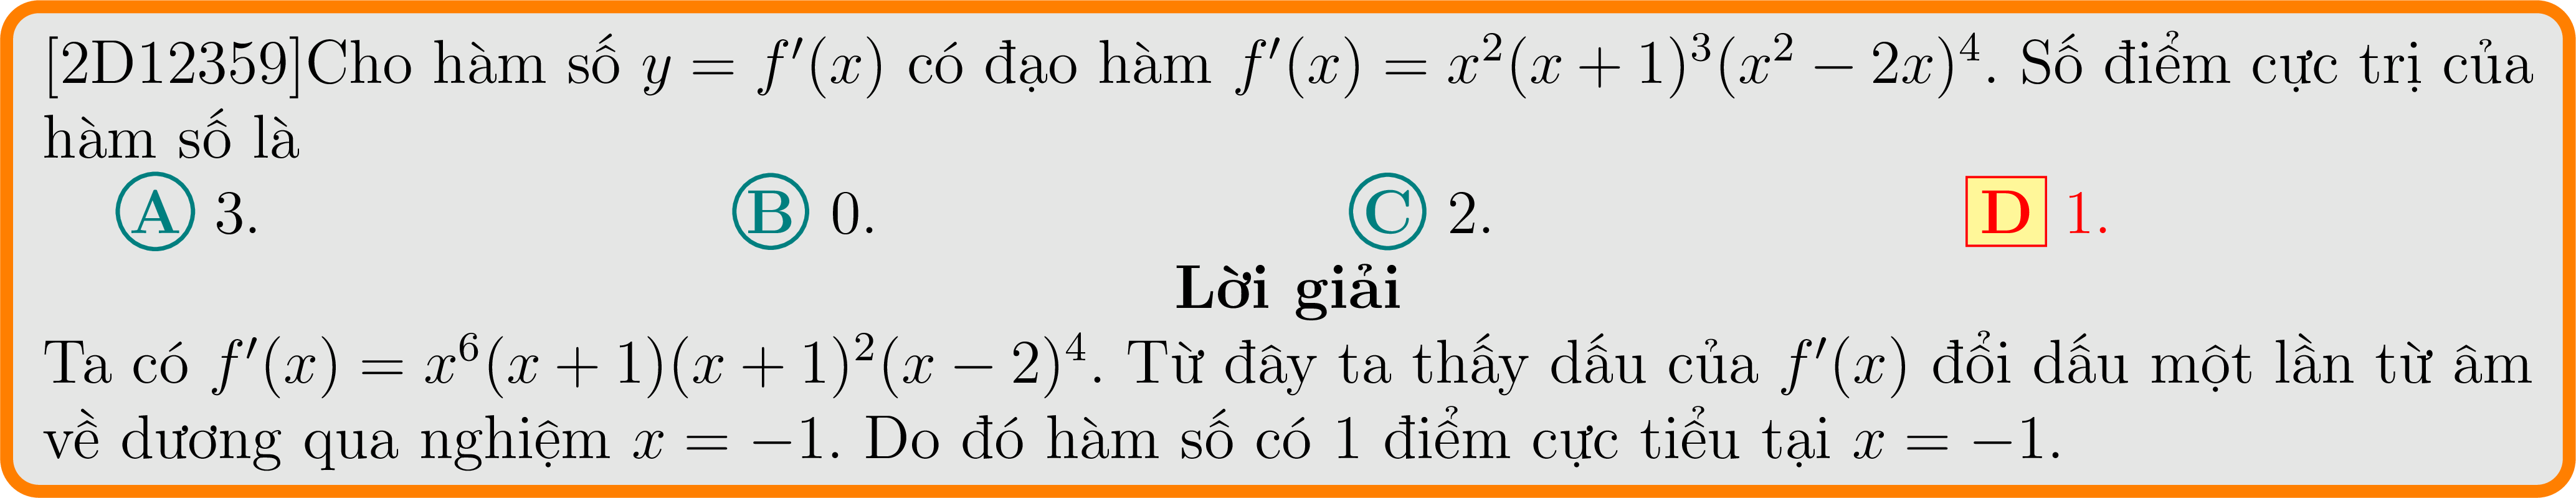 [2D12359]Cho hàm số y = f′(x) có đạo hàm f′(x) = x²(x + 1)³(x² − 2x)⁴. Số điểm cực trị của
hàm số là
A 3. B 0. C 2. D 1.
Lời giải
Ta có f′(x) = x⁶(x + 1)(x + 1)²(x − 2)⁴. Từ đây ta thấy dấu của f′(x) đổi dấu một lần từ âm
về dương qua nghiệm x = −1. Do đó hàm số có 1 điểm cực tiểu tại x = −1.